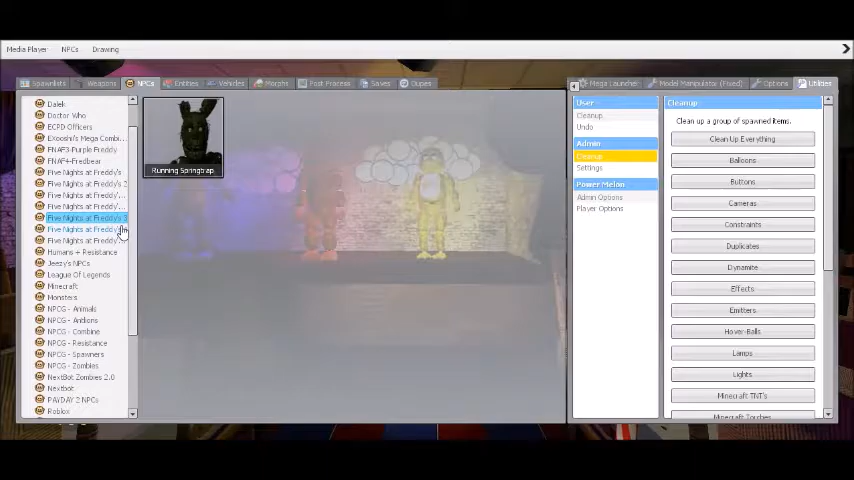 Media Player NPCs Drawing
Spawnlists Weapons NPCs Entities Vehicles Morphs Post Process Saves Dupes
Mega Launcher Model Manipulator (Fixed) Options Utilities
Dalek
Doctor Who
ECPD Officers
EXooshi's Mega Combi...
FNAF3-Purple Freddy
FNAF4-Fredbear
Five Nights at Freddy's
Five Nights at Freddy's 2
Five Nights at Freddy'...
Five Nights at Freddy'...
Five Nights at Freddy's 3
Five Nights at Freddy'
Five Nights at Freddy'...
Humans + Resistance
Jeezy's NPCs
League Of Legends
Minecraft
Monsters
NPCG - Animals
NPCG - Antlions
NPCG - Combine
NPCG - Resistance
NPCG - Spawners
NPCG - Zombies
NextBot Zombies 2.0
Nextbot
PAYDAY 2 NPCs
Roblox
Running Springtrap
User
Cleanup
Undo
Admin
Cleanup
Settings
Power Melon
Admin Options
Player Options
Cleanup
Clean up a group of spawned items.
Clean Up Everything
Balloons
Buttons
Cameras
Constraints
Duplicates
Dynamite
Effects
Emitters
Hover-Balls
Lamps
Lights
Minecraft TNT's
Minecraft Torches